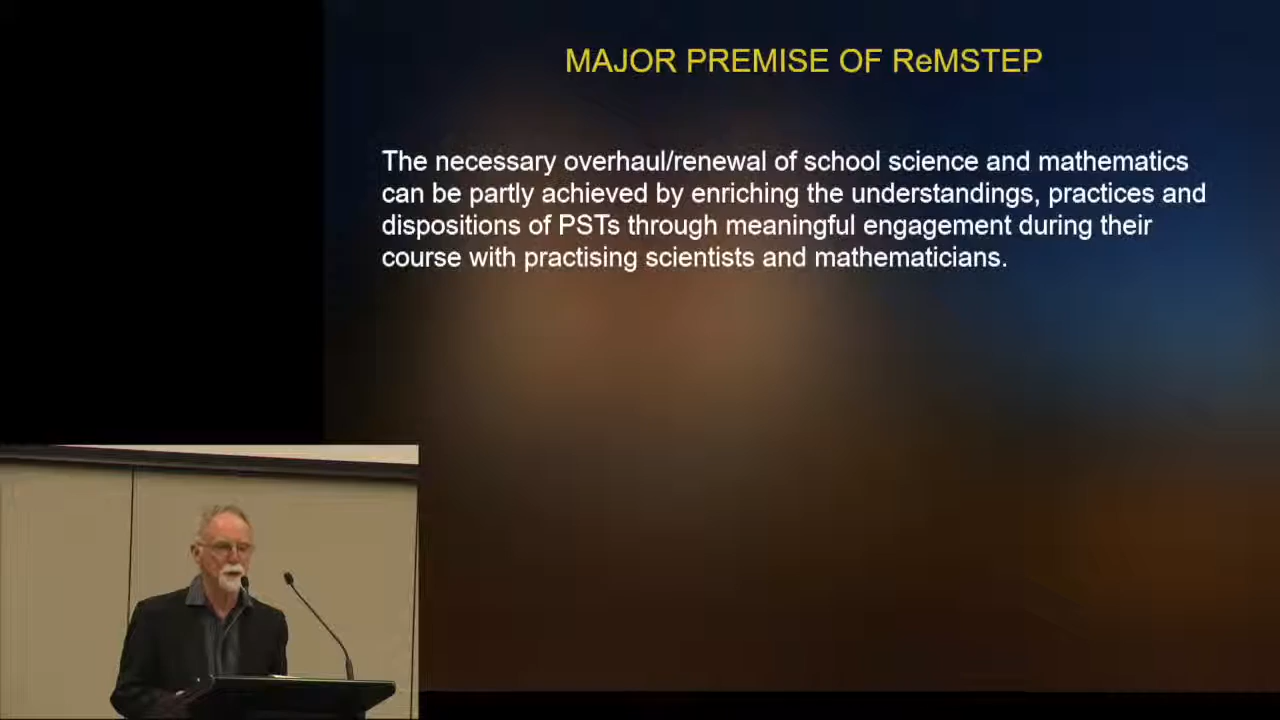 MAJOR PREMISE OF ReMSTEP
The necessary overhaul/renewal of school science and mathematics
can be partly achieved by enriching the understandings, practices and
dispositions of PSTs through meaningful engagement during their
course with practising scientists and mathematicians.